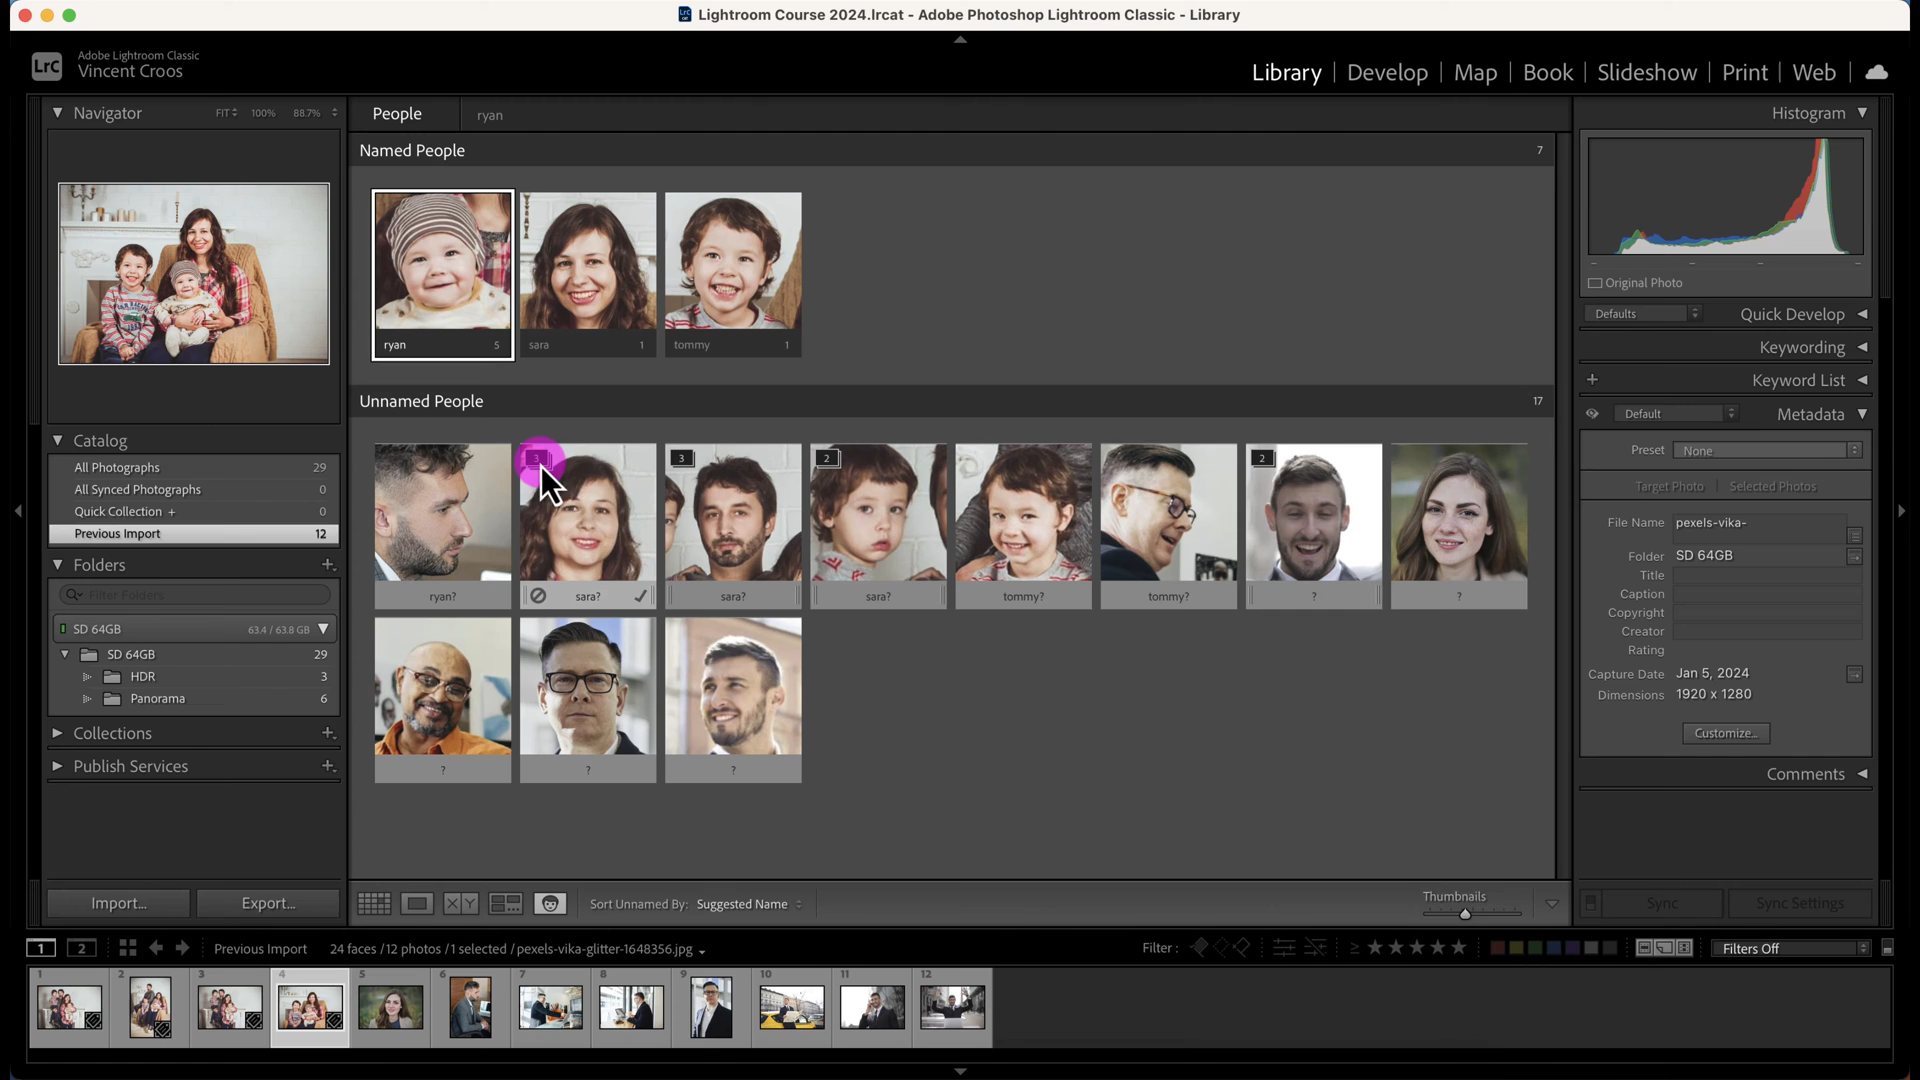 Lightroom Course 2024.lrcat - Adobe Photoshop Lightroom Classic - Library
LrC
Adobe Lightroom Classic
Vincent Croos
Library | Develop | Map | Book | Slideshow | Print | Web
Navigator FIT 100% 88.7%
People ryan
Histogram
Named People 7
ryan 5
sara 1
tommy 1
Original Photo
Defaults Quick Develop
Keywording
Keyword List
Default Metadata
Preset None
Target Photo | Selected Photos
File Name pexels-vika-
Folder SD 64GB
Title
Caption
Copyright
Creator
Rating
Capture Date Jan 5, 2024
Dimensions 1920 x 1280
Customize...
Comments
Unnamed People 17
3 3 2 2
ryan? sara? sara? sara? tommy? tommy? ? ?
? ? ?
Catalog
All Photographs 29
All Synced Photographs 0
Quick Collection + 0
Previous Import 12
Folders
Filter Folders
SD 64GB 63.4 / 63.8 GB
SD 64GB 29
HDR 3
Panorama 6
Collections
Publish Services
Import... Export...
XY
Sort Unnamed By: Suggested Name
Thumbnails
Sync Sync Settings
1 2 Previous Import 24 faces / 12 photos / 1 selected / pexels-vika-glitter-1648356.jpg
Filter : ≥ Filters Off
1 2 3 4 5 6 7 8 9 10 11 12